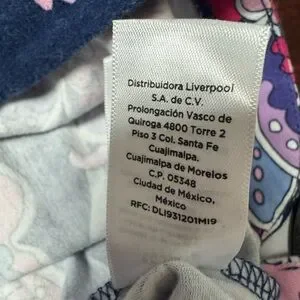 Distribuidora Liverpool
S.A. de C.V.
Prolongación Vasco de
Quiroga 4800 Torre 2
Piso 3 Col. Santa Fe
Cuajimalpa.
Cuajimalpa de Morelos
C.P. 05348
Ciudad de México,
México
RFC: DLI931201MI9